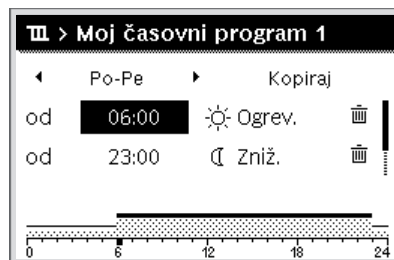 > Moj časovni program 1
Po-Pe Kopiraj
od 06:00 Ogrev.
od 23:00 Zniž.
0 6 12 18 24